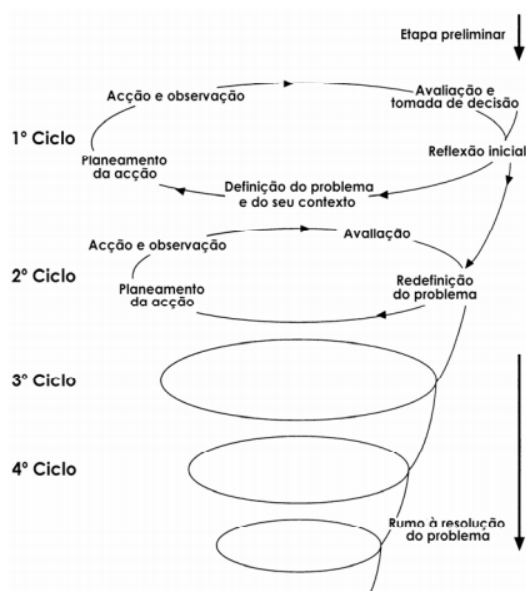 Etapa preliminar
Acção e observação
Avaliação e
tomada de decisão
1º Ciclo
Reflexão inicial
Planeamento
da acção
Definição do problema
e do seu contexto
Acção e observação
Avaliação
2º Ciclo
Planeamento
da acção
Redefinição
do problema
3º Ciclo
4º Ciclo
Rumo à resolução
do problema